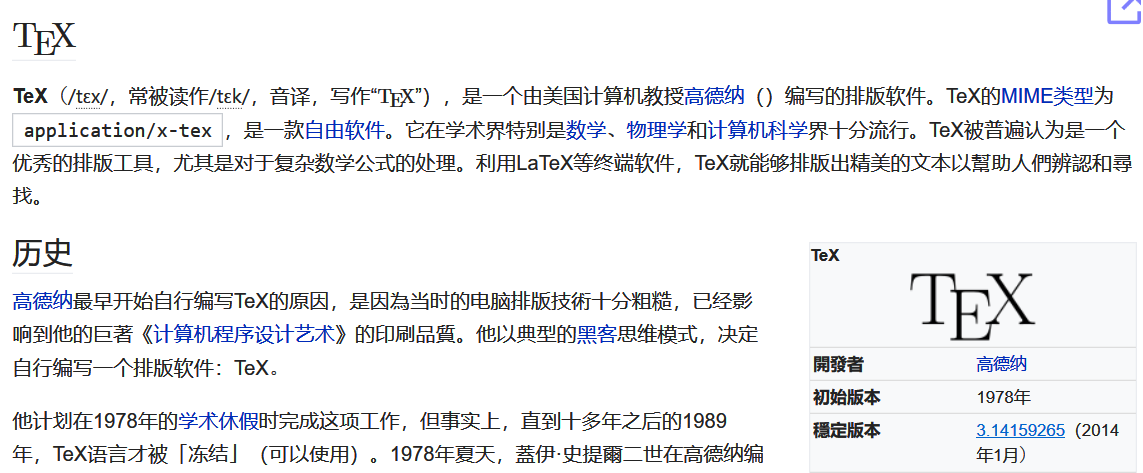 TEX
TeX（/tɛx/，常被读作/tɛk/，音译，写作“TEX”），是一个由美国计算机教授高德纳（）编写的排版软件。TeX的MIME类型为
application/x-tex，是一款自由软件。它在学术界特别是数学、物理学和计算机科学界十分流行。TeX被普遍认为是一个
优秀的排版工具，尤其是对于复杂数学公式的处理。利用LaTeX等终端软件，TeX就能够排版出精美的文本以幫助人們辨認和尋
找。
历史
高德纳最早开始自行编写TeX的原因，是因為当时的电脑排版技術十分粗糙，已经影
响到他的巨著《计算机程序设计艺术》的印刷品質。他以典型的黑客思维模式，决定
自行编写一个排版软件：TeX。
他计划在1978年的学术休假时完成这项工作，但事实上，直到十多年之后的1989
年，TeX语言才被「冻结」（可以使用）。1978年夏天，蓋伊·史提爾二世在高德纳编
TeX
TEX
開發者 高德纳
初始版本 1978年
穩定版本 3.14159265（2014
年1月）